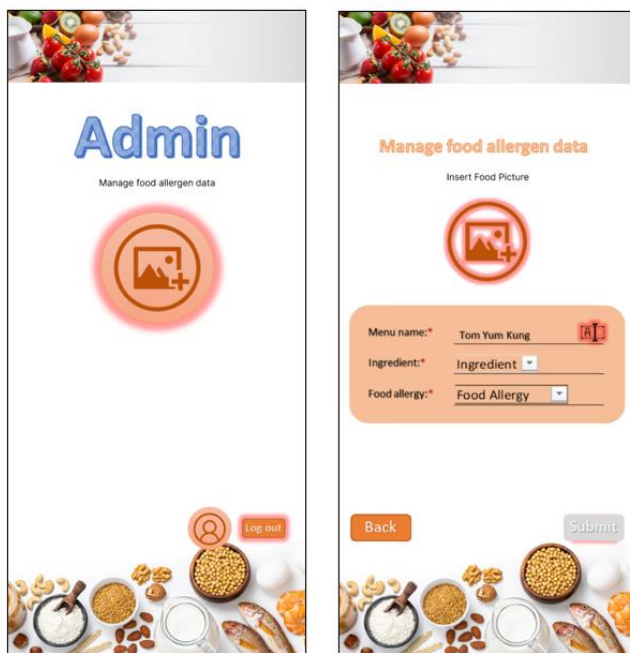 Admin
Manage food allergen data
Log out
Manage food allergen data
Insert Food Picture
Menu name:* Tom Yum Kung A
Ingredient:* Ingredient
Food allergy:* Food Allergy
Back Submit